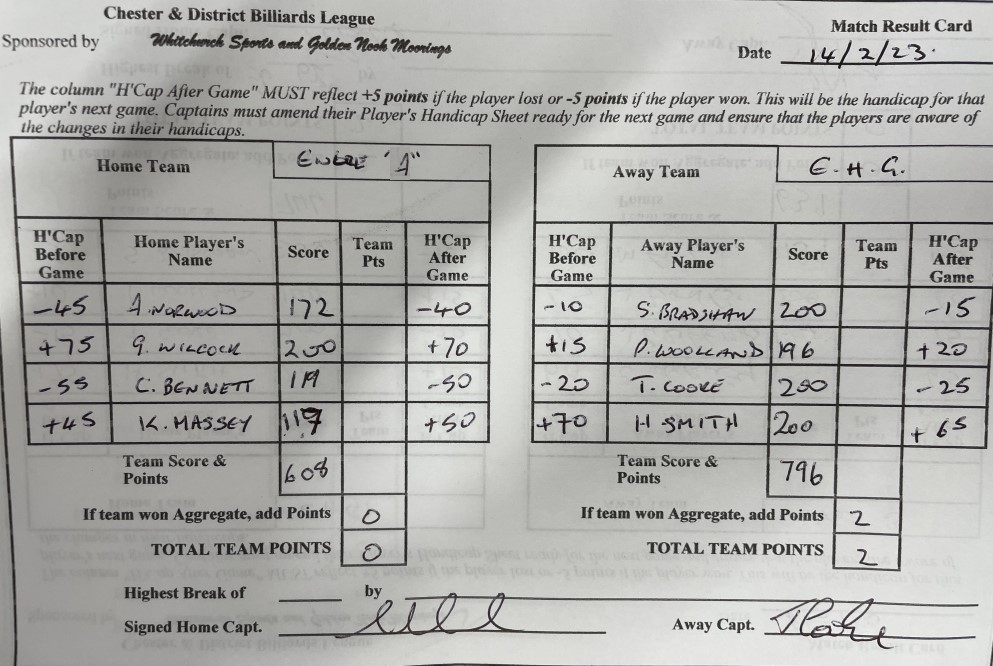 Chester & District Billiards League
Match Result Card
Sponsored by Whitchurch Sports and Golden Nook Moorings
Date 14/2/23.
The column "H'Cap After Game" MUST reflect +5 points if the player lost or -5 points if the player won. This will be the handicap for that
player's next game. Captains must amend their Player's Handicap Sheet ready for the next game and ensure that the players are aware of
the changes in their handicaps.
Home Team "A"
Away Team E.H.G.
H'Cap Before Game Home Player's Name Score Team Pts H'Cap After Game
H'Cap Before Game Away Player's Name Score Team Pts H'Cap After Game
-45 A. NORWOOD 172 -40 -10 S. BRADSHAW 200 -15
+75 G. WILCOCK 200 +70 +15 P. WOOLLAND 196 +20
-55 C. BENNETT 119 -50 -20 T. COOKE 200 -25
+45 K. MASSEY 117 +50 +70 H SMITH 200 +65
Team Score & Points 608 Team Score & Points 796
If team won Aggregate, add Points 0 If team won Aggregate, add Points 2
TOTAL TEAM POINTS 0 TOTAL TEAM POINTS 2
Highest Break of by
Signed Home Capt. Away Capt.